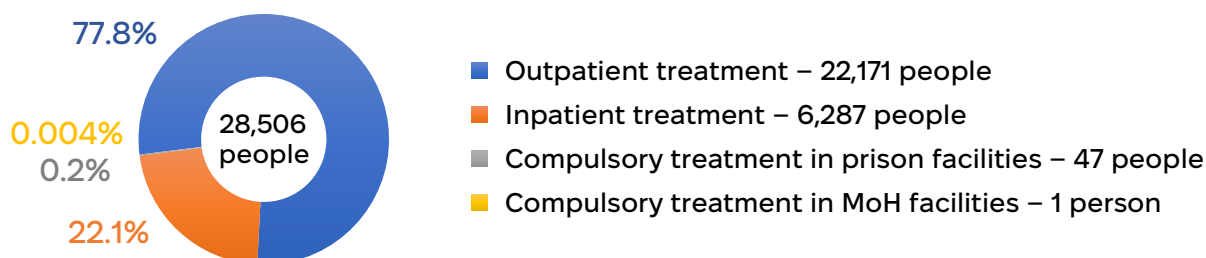 77.8%
0.004%
0.2%
22.1%
28,506
people
Outpatient treatment – 22,171 people
Inpatient treatment – 6,287 people
Compulsory treatment in prison facilities – 47 people
Compulsory treatment in MoH facilities – 1 person